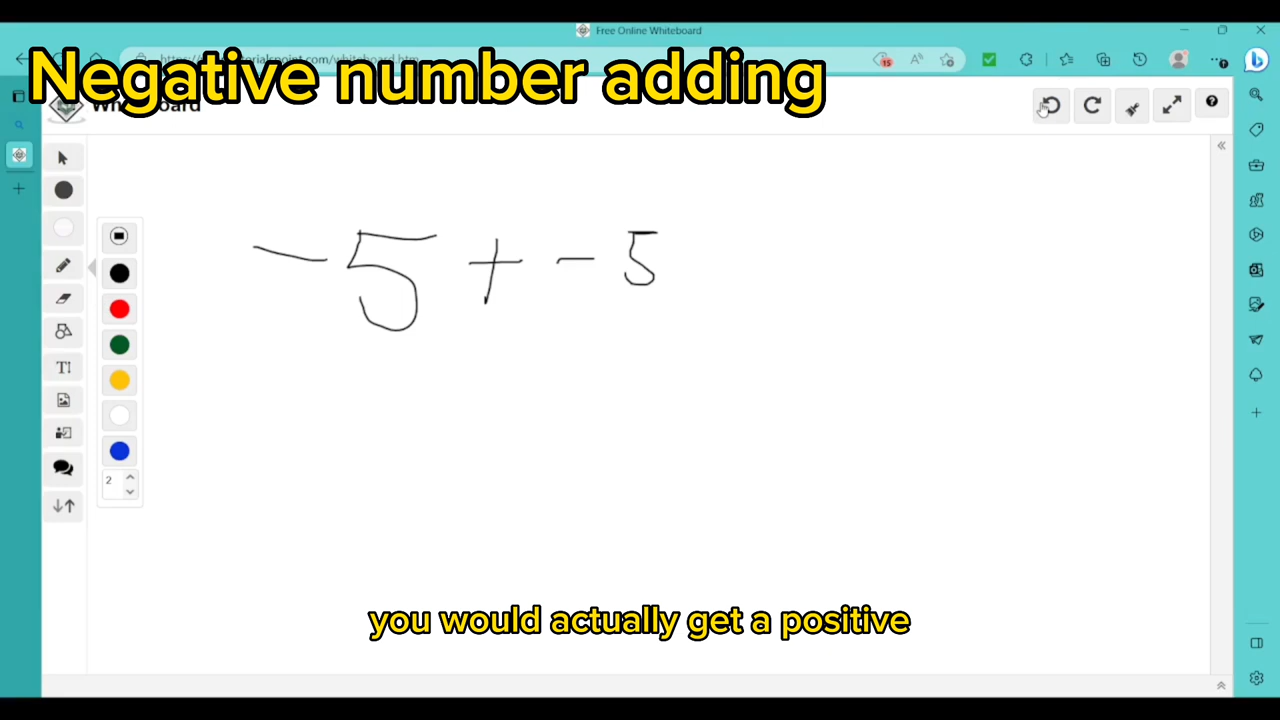 Free Online Whiteboard
Negative number adding
-5 + -5
2
you would actually get a positive